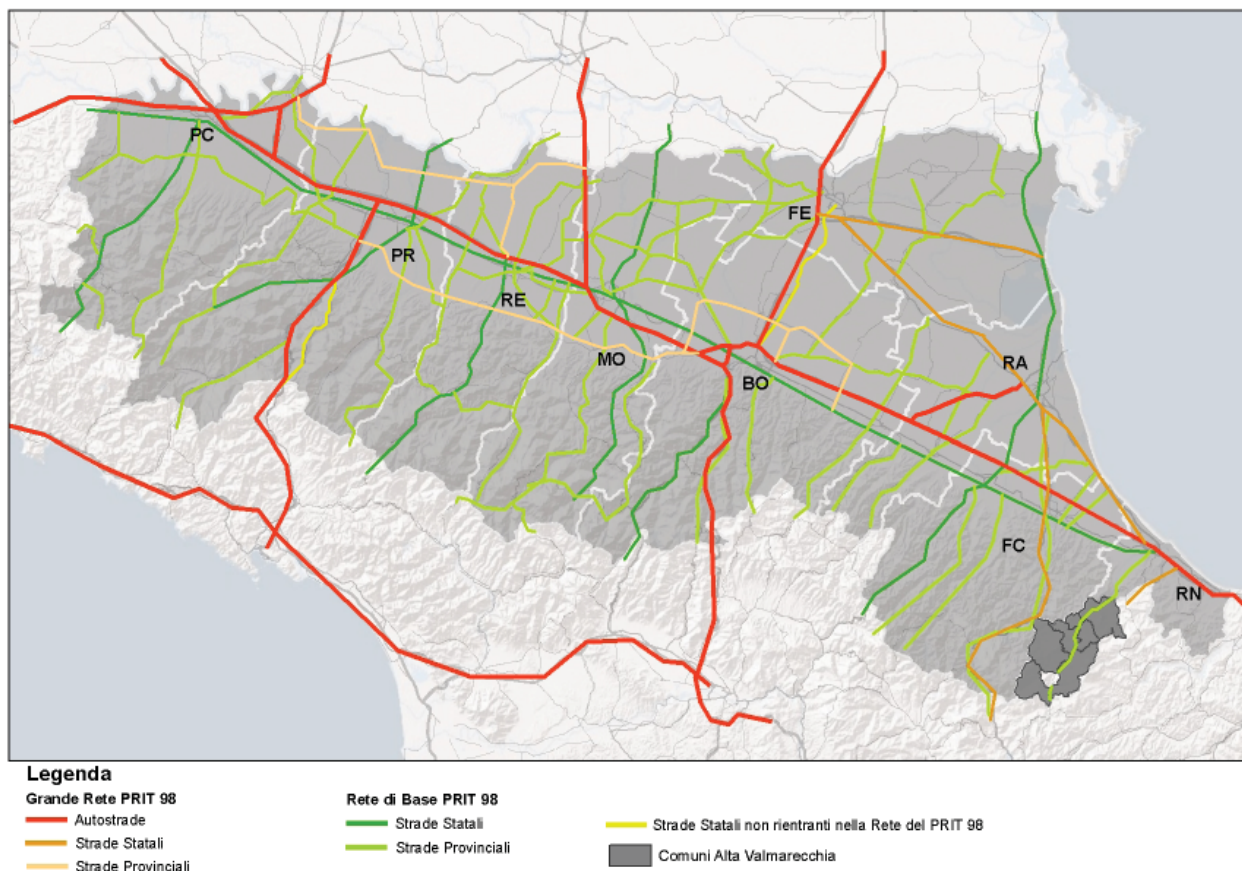 PC
FE
PR
RE
MO
RA
BO
FC
RN
Legenda
Grande Rete PRIT 98
Autostrade
Strade Statali
Strade Provinciali
Rete di Base PRIT 98
Strade Statali
Strade Provinciali
Strade Statali non rientranti nella Rete del PRIT 98
Comuni Alta Valmarecchia